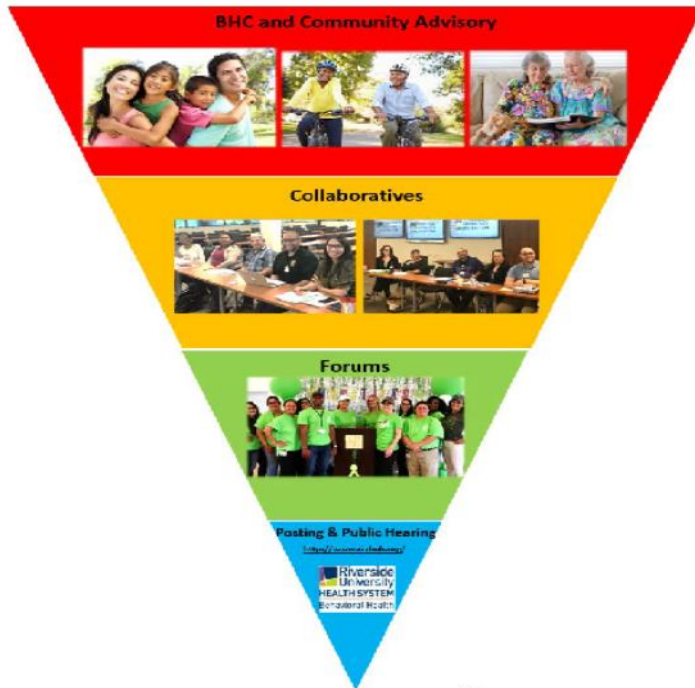 BHC and Community Advisory
Collaboratives
Forums
Posting & Public Hearing
Riverside
University
HEALTH SYSTEM
Behavioral Health